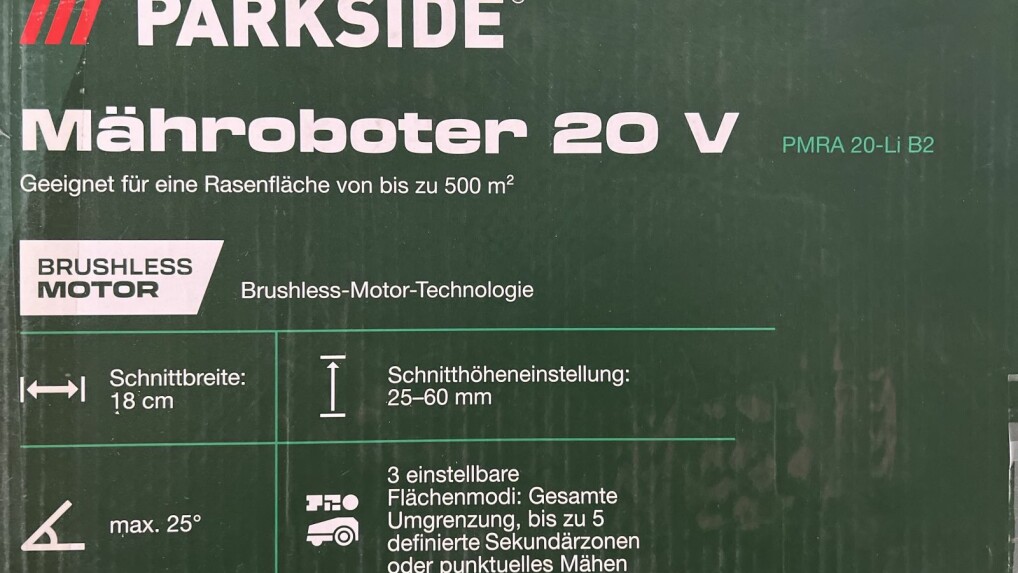 PARKSIDE®
Mähroboter 20 V PMRA 20-Li B2
Geeignet für eine Rasenfläche von bis zu 500 m²
BRUSHLESS
MOTOR
Brushless-Motor-Technologie
Schnittbreite:
18 cm
Schnitthöheneinstellung:
25–60 mm
max. 25°
3 einstellbare
Flächenmodi: Gesamte
Umgrenzung, bis zu 5
definierte Sekundärzonen
oder punktuelles Mähen